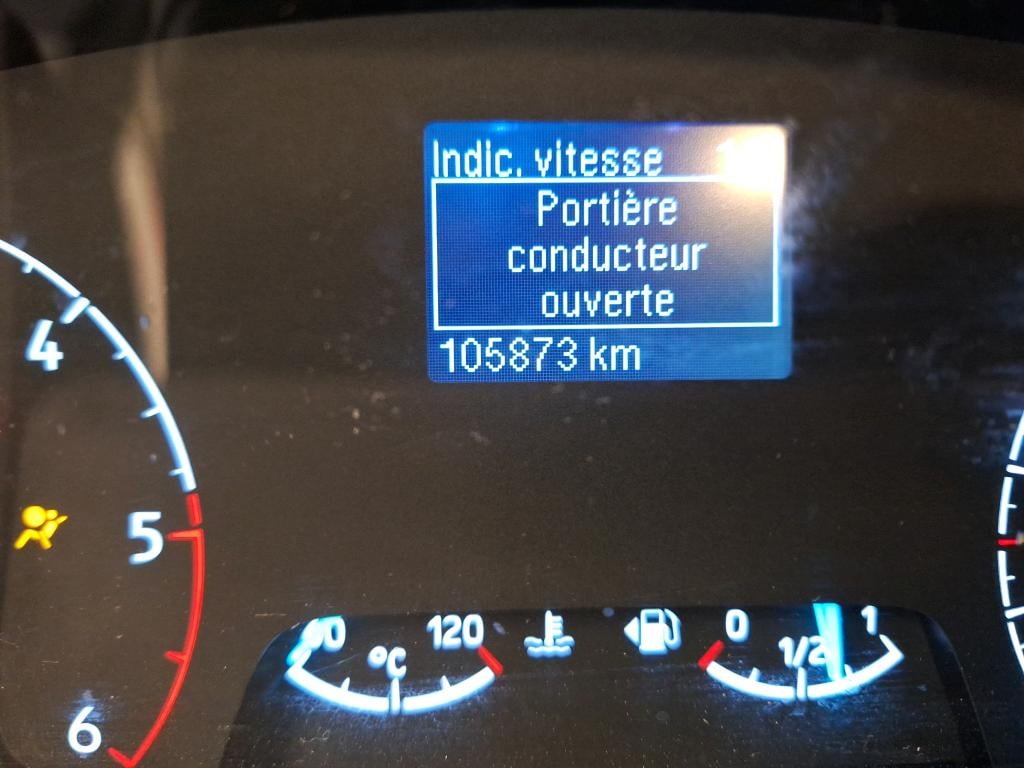 Indic. vitesse
Portière
conducteur
ouverte
105873 km
4
5
6
120
°C
0
1/2
1